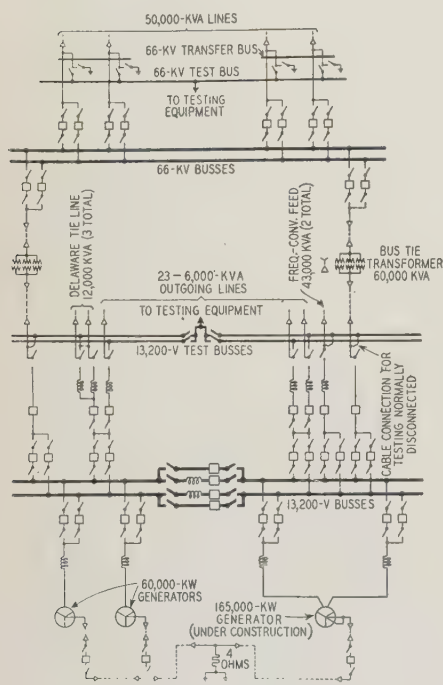 50,000-KVA LINES
66-KV TRANSFER BUS
66-KV TEST BUS
TO TESTING
EQUIPMENT
66-KV BUSSES
DELAWARE TIE LINE
12,000 KVA (3 TOTAL)
FREQ.-CONV. FEED
43,000 KVA (2 TOTAL)
BUS TIE
TRANSFORMER
60,000 KVA
23-6,000-KVA
OUTGOING LINES
TO TESTING EQUIPMENT
13,200-V TEST BUSSES
CABLE CONNECTION FOR
TESTING NORMALLY
DISCONNECTED
13,200-V BUSSES
60,000-KW
GENERATORS
165,000-KW
GENERATOR
(UNDER CONSTRUCTION)
4
OHMS